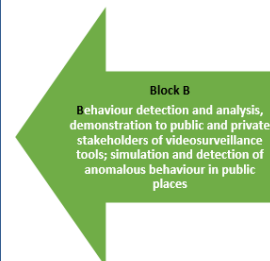 Block B
Behaviour detection and analysis,
demonstration to public and private
stakeholders of videosurveillance
tools; simulation and detection of
anomalous behaviour in public
places